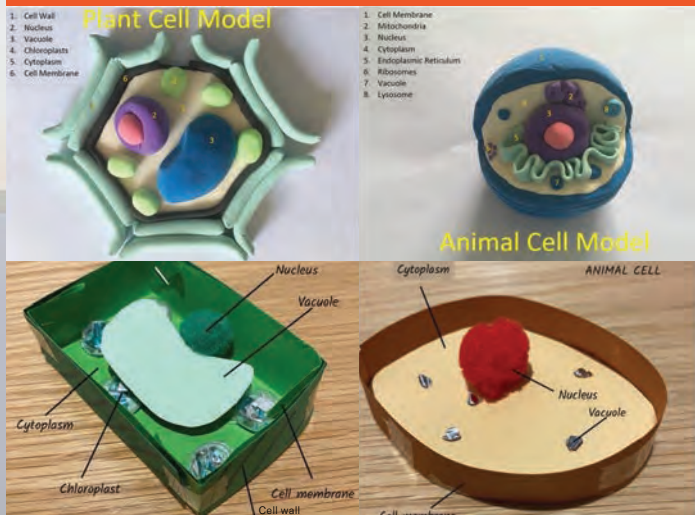 Plant Cell Model
1. Cell Wall
2. Nucleus
3. Vacuole
4. Chloroplasts
5. Cytoplasm
6. Cell Membrane
1. Cell Membrane
2. Mitochondria
3. Nucleus
4. Cytoplasm
5. Endoplasmic Reticulum
6. Ribosomes
7. Vacuole
8. Lysosome
Animal Cell Model
Nucleus
Vacuole
Cytoplasm
Chloroplast
Cell membrane
Cell wall
Cytoplasm
ANIMAL CELL
Nucleus
Vacuole
Cell membrane